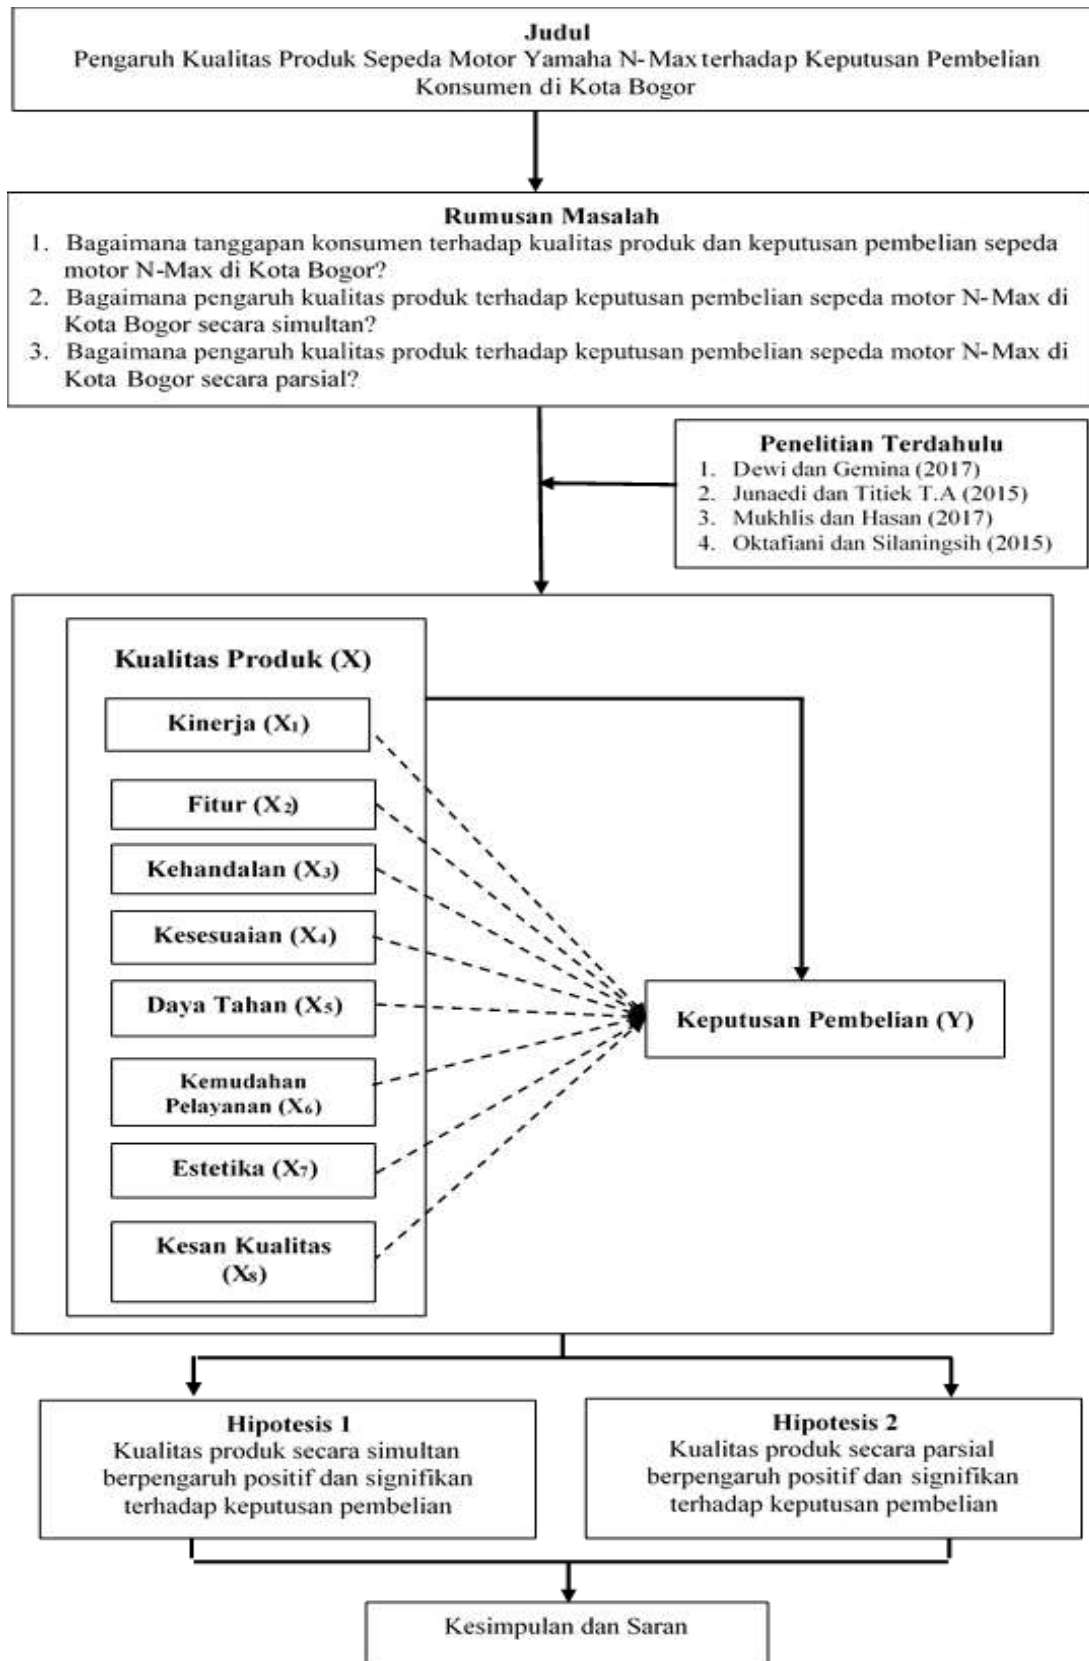 Judul
Pengaruh Kualitas Produk Sepeda Motor Yamaha N-Max terhadap Keputusan Pembelian
Konsumen di Kota Bogor
Rumusan Masalah
1. Bagaimana tanggapan konsumen terhadap kualitas produk dan keputusan pembelian sepeda
motor N-Max di Kota Bogor?
2. Bagaimana pengaruh kualitas produk terhadap keputusan pembelian sepeda motor N-Max di
Kota Bogor secara simultan?
3. Bagaimana pengaruh kualitas produk terhadap keputusan pembelian sepeda motor N-Max di
Kota Bogor secara parsial?
Penelitian Terdahulu
1. Dewi dan Gemina (2017)
2. Junaedi dan Titiek T.A (2015)
3. Mukhlis dan Hasan (2017)
4. Oktafiani dan Silaningsih (2015)
Kualitas Produk (X)
Kinerja (X₁)
Fitur (X₂)
Kehandalan (X₃)
Kesesuaian (X₄)
Daya Tahan (X₅)
Kemudahan
Pelayanan (X₆)
Estetika (X₇)
Kesan Kualitas
(X₈)
Keputusan Pembelian (Y)
Hipotesis 1
Kualitas produk secara simultan
berpengaruh positif dan signifikan
terhadap keputusan pembelian
Hipotesis 2
Kualitas produk secara parsial
berpengaruh positif dan signifikan
terhadap keputusan pembelian
Kesimpulan dan Saran